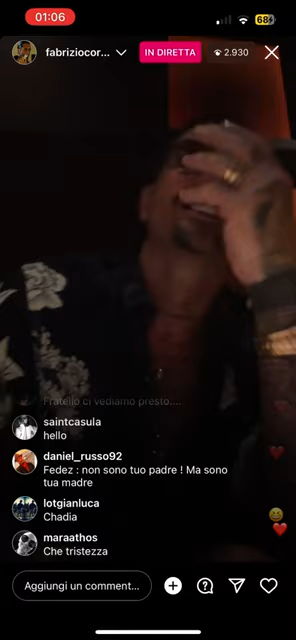 01:06
68
fabriziocor...
IN DIRETTA
2.930
Fratello ci vediamo presto....
saintcasula
hello
daniel_russo92
Fedez : non sono tuo padre ! Ma sono
tua madre
lotgianluca
Chadia
maraathos
Che tristezza
Aggiungi un comment...